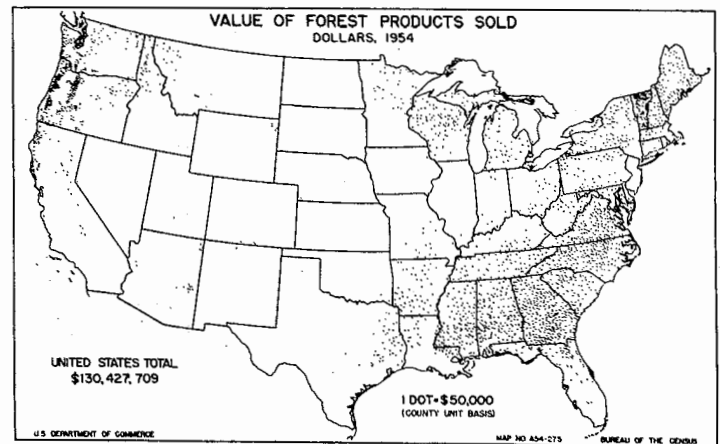 VALUE OF FOREST PRODUCTS SOLD
DOLLARS, 1954
UNITED STATES TOTAL
$130,427,709
1 DOT=$50,000
(COUNTY UNIT BASIS)
U.S. DEPARTMENT OF COMMERCE
MAP NO. A54-275
BUREAU OF THE CENSUS